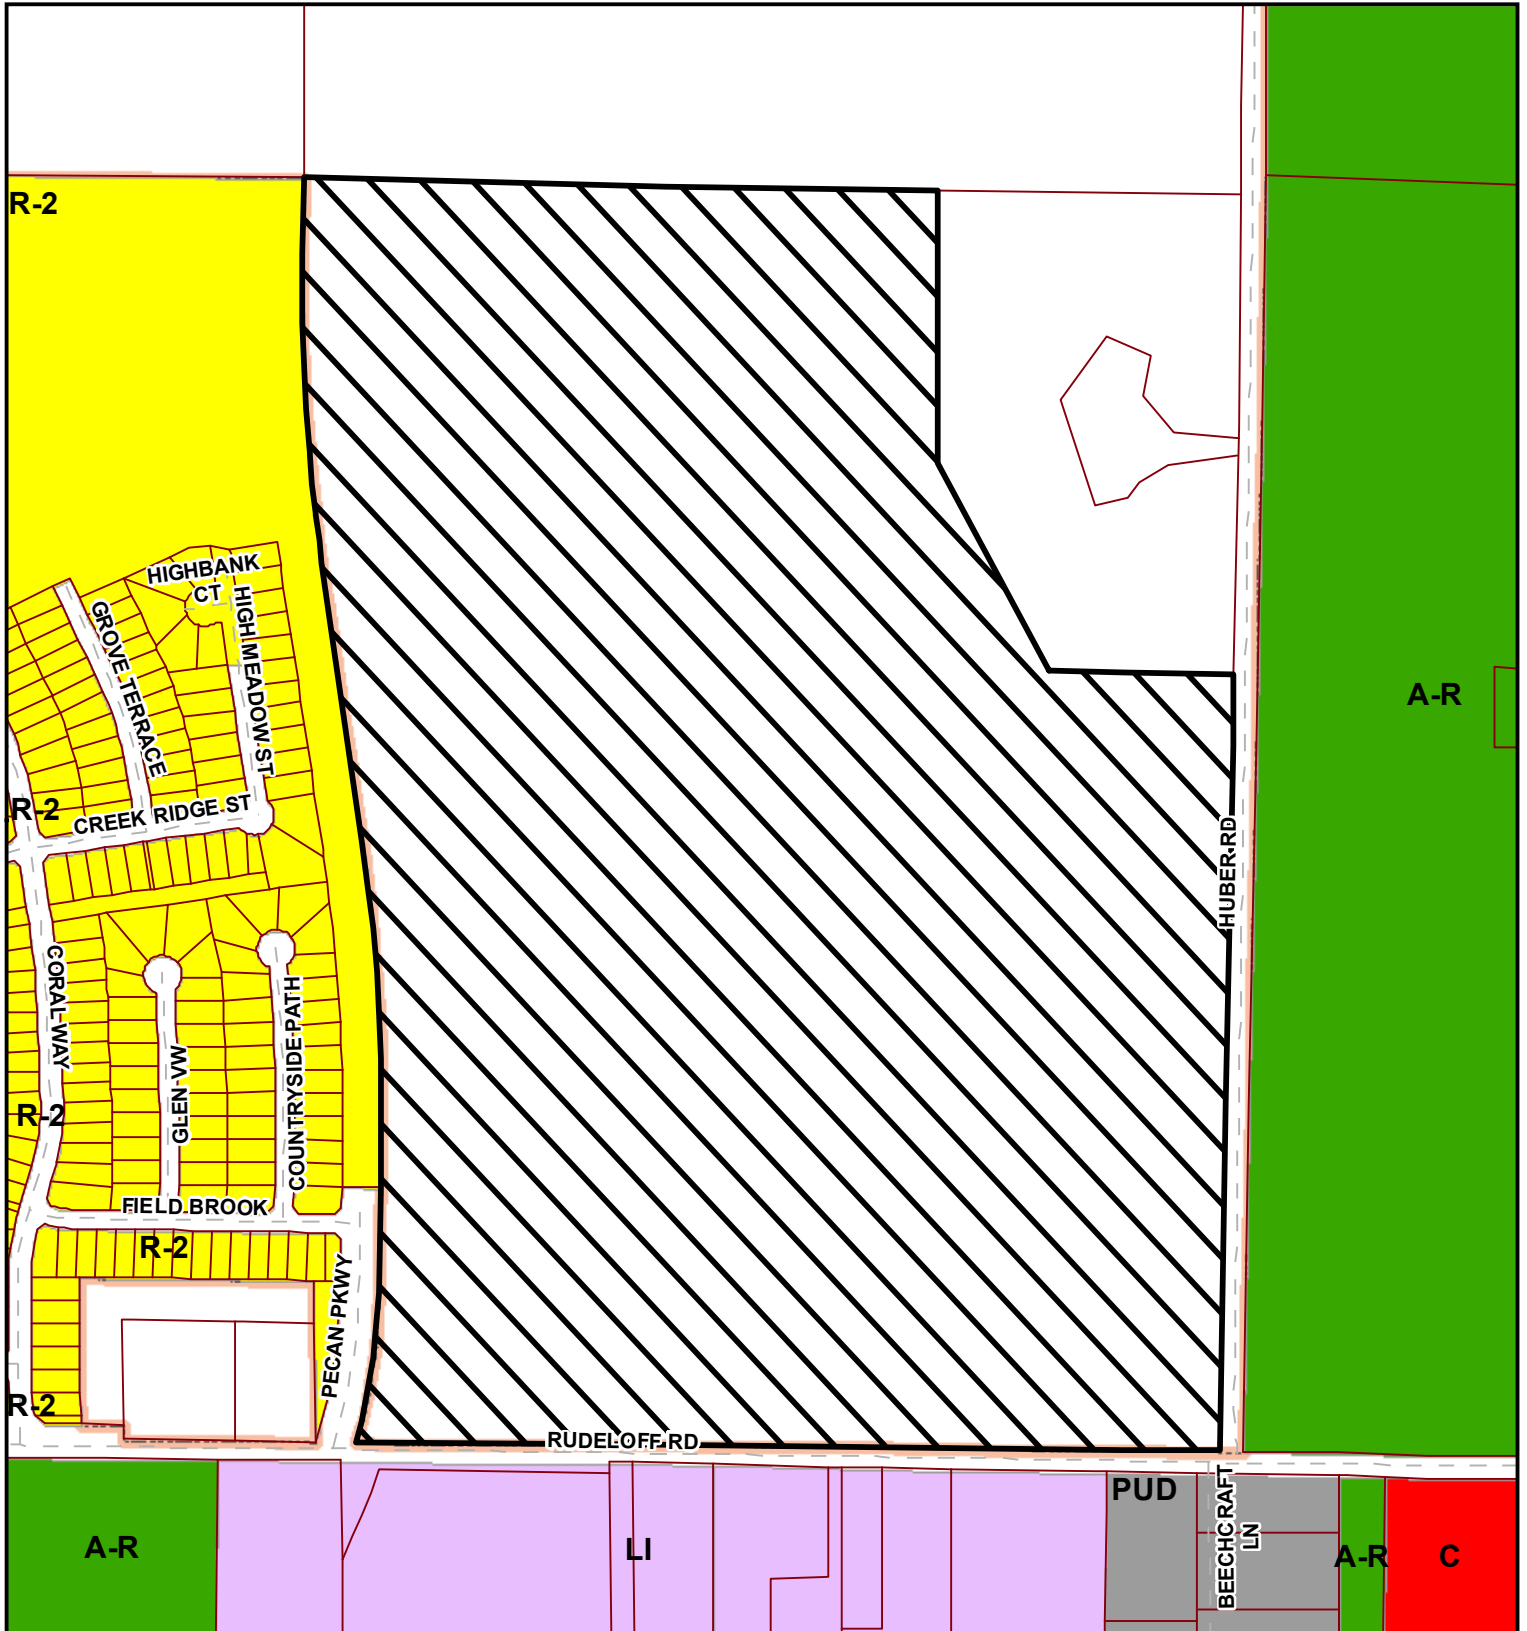 R-2
HIGHBANK
CT
HIGH MEADOW ST
GROVE TERRACE
A-R
R-2
CREEK RIDGE ST
HUBER RD
CORAL WAY
COUNTRYSIDE PATH
GLEN VW
R-2
FIELD BROOK
R-2
PECAN PKWY
R-2
RUDELOFF RD
PUD
BEECHCRAFT
LN
A-R
LI
A-R
C